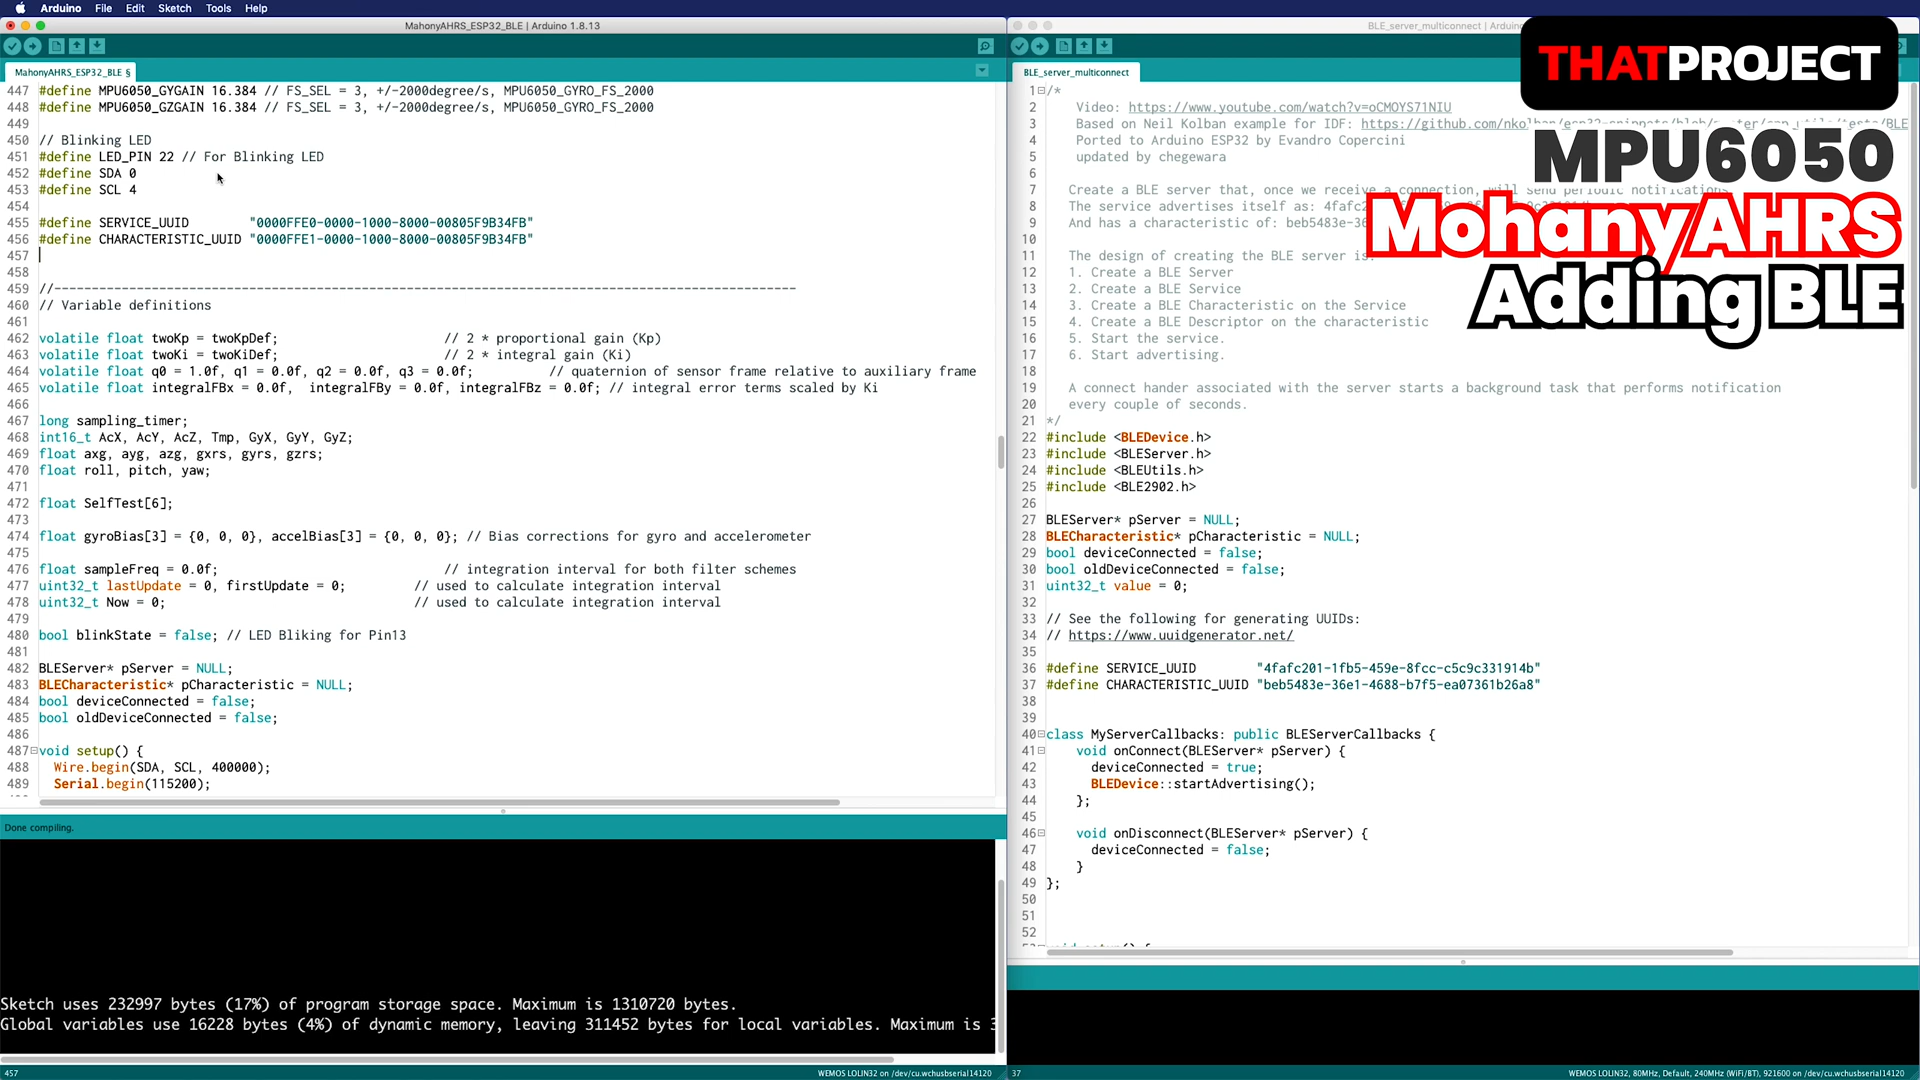 Arduino File Edit Sketch Tools Help
MahonyAHRS_ESP32_BLE | Arduino 1.8.13
MahonyAHRS_ESP32_BLE §
447 #define MPU6050_GYGAIN 16.384 // FS_SEL = 3, +/-2000degree/s, MPU6050_GYRO_FS_2000
448 #define MPU6050_GZGAIN 16.384 // FS_SEL = 3, +/-2000degree/s, MPU6050_GYRO_FS_2000
449
450 // Blinking LED
451 #define LED_PIN 22 // For Blinking LED
452 #define SDA 0
453 #define SCL 4
454
455 #define SERVICE_UUID "0000FFE0-0000-1000-8000-00805F9B34FB"
456 #define CHARACTERISTIC_UUID "0000FFE1-0000-1000-8000-00805F9B34FB"
457
458
459 //----------------------------------------------------------------------------------------------------
460 // Variable definitions
461
462 volatile float twoKp = twoKpDef; // 2 * proportional gain (Kp)
463 volatile float twoKi = twoKiDef; // 2 * integral gain (Ki)
464 volatile float q0 = 1.0f, q1 = 0.0f, q2 = 0.0f, q3 = 0.0f; // quaternion of sensor frame relative to auxiliary frame
465 volatile float integralFBx = 0.0f, integralFBy = 0.0f, integralFBz = 0.0f; // integral error terms scaled by Ki
466
467 long sampling_timer;
468 int16_t AcX, AcY, AcZ, Tmp, GyX, GyY, GyZ;
469 float axg, ayg, azg, gxrs, gyrs, gzrs;
470 float roll, pitch, yaw;
471
472 float SelfTest[6];
473
474 float gyroBias[3] = {0, 0, 0}, accelBias[3] = {0, 0, 0}; // Bias corrections for gyro and accelerometer
475
476 float sampleFreq = 0.0f; // integration interval for both filter schemes
477 uint32_t lastUpdate = 0, firstUpdate = 0; // used to calculate integration interval
478 uint32_t Now = 0; // used to calculate integration interval
479
480 bool blinkState = false; // LED Bliking for Pin13
481
482 BLEServer* pServer = NULL;
483 BLECharacteristic* pCharacteristic = NULL;
484 bool deviceConnected = false;
485 bool oldDeviceConnected = false;
486
487 void setup() {
488 Wire.begin(SDA, SCL, 400000);
489 Serial.begin(115200);
Done compiling.
Sketch uses 232997 bytes (17%) of program storage space. Maximum is 1310720 bytes.
Global variables use 16228 bytes (4%) of dynamic memory, leaving 311452 bytes for local variables. Maximum is 3
457 WEMOS LOLIN32 on /dev/cu.wchusbserial14120
BLE_server_multiconnect | Arduin
BLE_server_multiconnect
THATPROJECT
MPU6050
MohanyAHRS
Adding BLE
1 /*
2 Video: https://www.youtube.com/watch?v=oCMOYS71NIU
3 Based on Neil Kolban example for IDF:
4 Ported to Arduino ESP32 by Evandro Copercini
5 updated by chegewara
6
7 Create a BLE server that, once we receive a connection, will send periodic notifications.
8 The service advertises itself as:
9 And has a characteristic of:
10
11 The design of creating the BLE server is:
12 1. Create a BLE Server
13 2. Create a BLE Service
14 3. Create a BLE Characteristic on the Service
15 4. Create a BLE Descriptor on the characteristic
16 5. Start the service.
17 6. Start advertising.
18
19 A connect hander associated with the server starts a background task that performs notification
20 every couple of seconds.
21 */
22 #include <BLEDevice.h>
23 #include <BLEServer.h>
24 #include <BLEUtils.h>
25 #include <BLE2902.h>
26
27 BLEServer* pServer = NULL;
28 BLECharacteristic* pCharacteristic = NULL;
29 bool deviceConnected = false;
30 bool oldDeviceConnected = false;
31 uint32_t value = 0;
32
33 // See the following for generating UUIDs:
34 // https://www.uuidgenerator.net/
35
36 #define SERVICE_UUID "4fafc201-1fb5-459e-8fcc-c5c9c331914b"
37 #define CHARACTERISTIC_UUID "beb5483e-36e1-4688-b7f5-ea07361b26a8"
38
39
40 class MyServerCallbacks: public BLEServerCallbacks {
41 void onConnect(BLEServer* pServer) {
42 deviceConnected = true;
43 BLEDevice::startAdvertising();
44 };
45
46 void onDisconnect(BLEServer* pServer) {
47 deviceConnected = false;
48 }
49 };
50
51
52
37 WEMOS LOLIN32, 80MHz, Default, 240MHz (WiFi/BT), 921600 on /dev/cu.wchusbserial14120